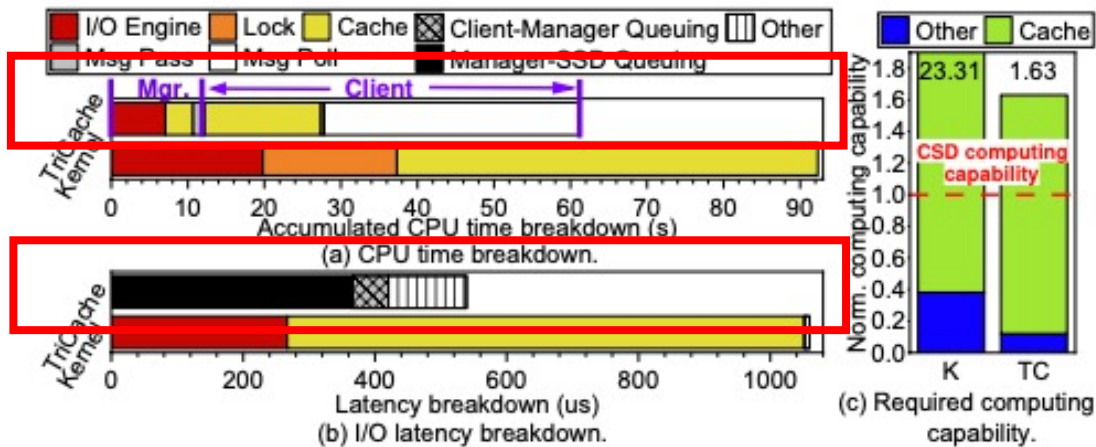 I/O Engine Lock Cache Client-Manager Queuing Other
Msg Pass Msg Poll Manager-SSD Queuing
Mgr. Client
TriCache
Kernel
0 10 20 30 40 50 60 70 80 90
Accumulated CPU time breakdown (s)
(a) CPU time breakdown.
TriCache
Kernel
0 200 400 600 800 1000
Latency breakdown (us)
(b) I/O latency breakdown.
Other Cache
Norm. computing capability
1.8
1.6
1.4
1.2
1.0
0.8
0.6
0.4
0.2
0.0
23.31 1.63
CSD computing
capability
K TC
(c) Required computing
capability.